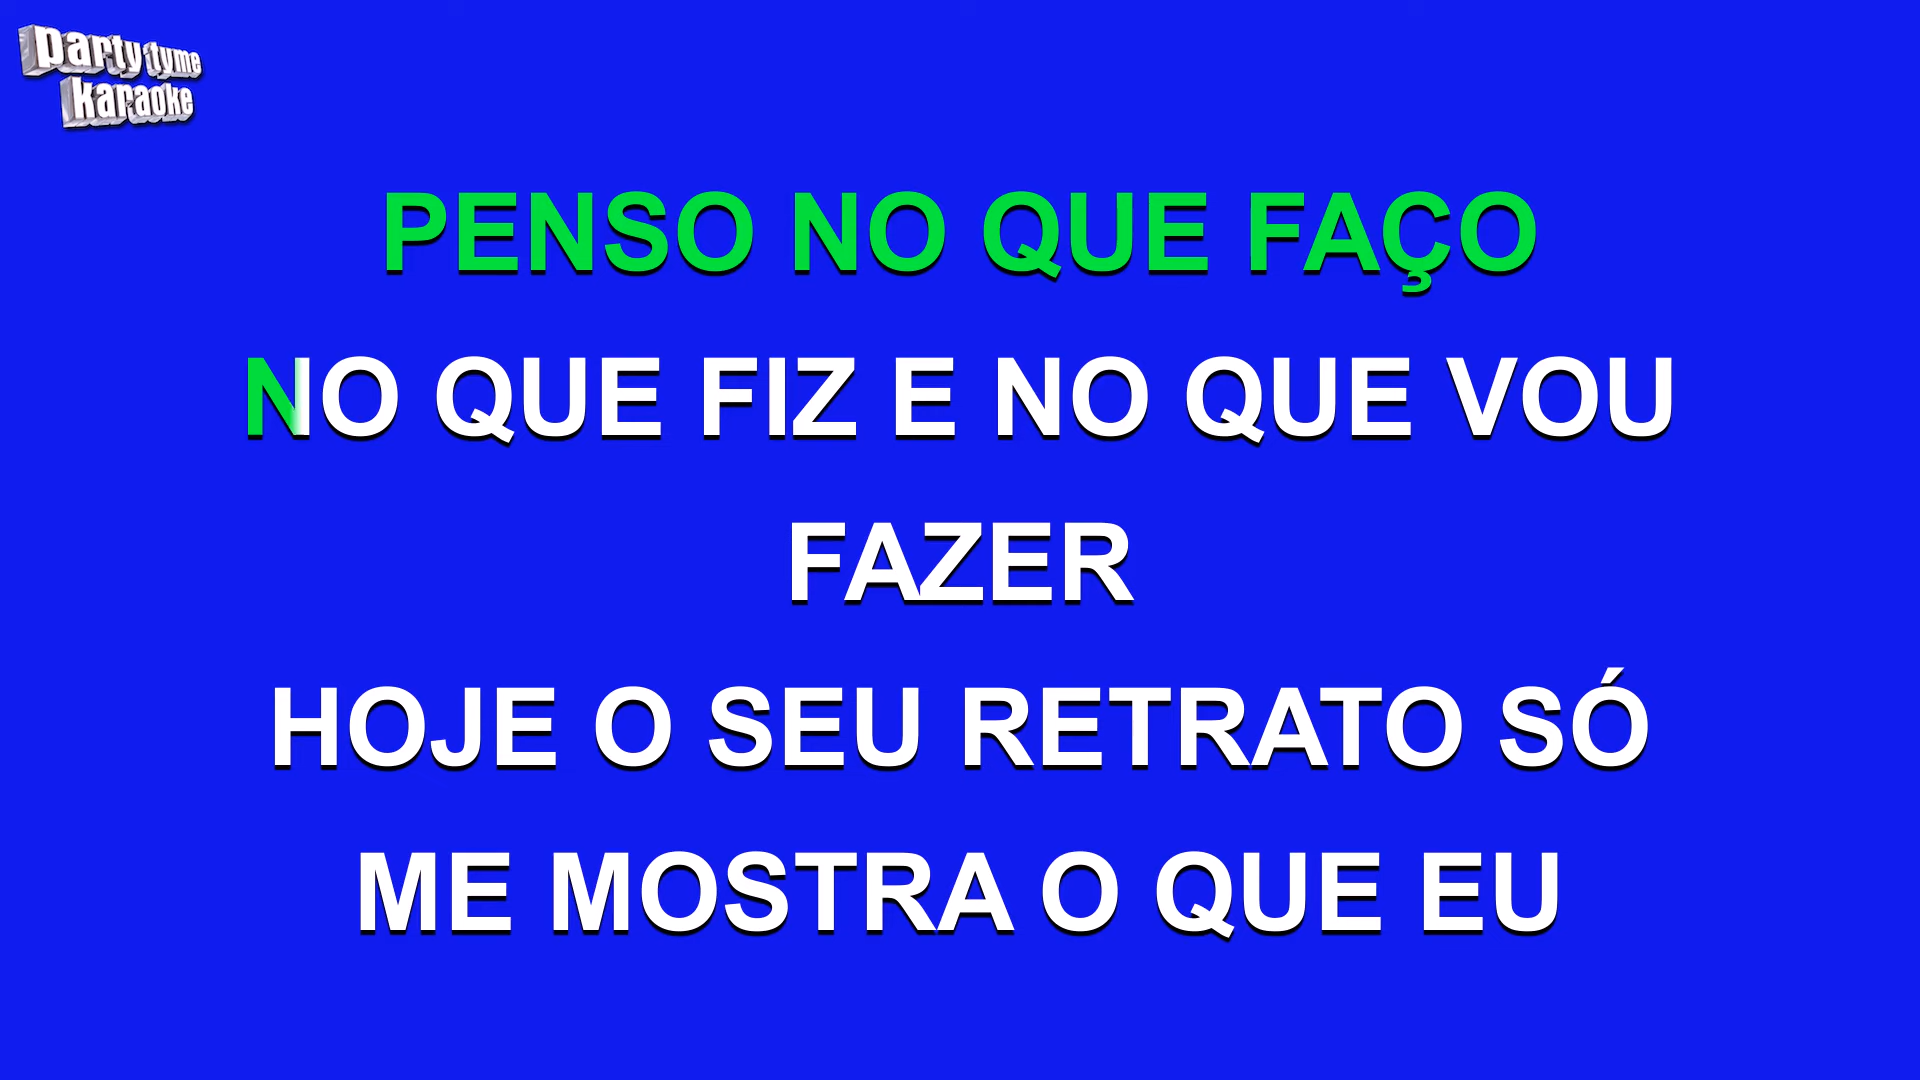 party tyme
karaoke
PENSO NO QUE FAÇO
NO QUE FIZ E NO QUE VOU
FAZER
HOJE O SEU RETRATO SÓ
ME MOSTRA O QUE EU